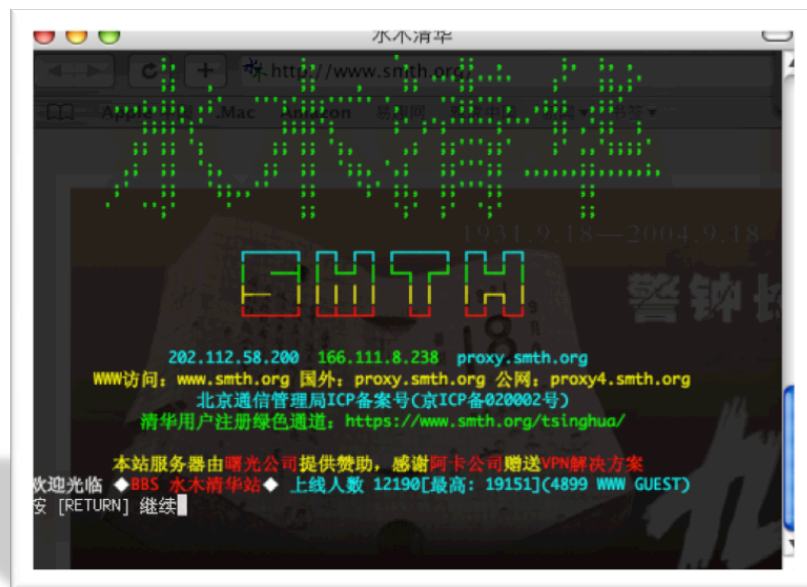 水木清华
http://www.smth.org/
Apple .Mac Amazon
水木清华
1931.9.18—2004.9.18
SMTH
202.112.58.200 166.111.8.238 proxy.smth.org
WWW访问: www.smth.org 国外: proxy.smth.org 公网: proxy4.smth.org
北京通信管理局ICP备案号(京ICP备020002号)
清华用户注册绿色通道: https://www.smth.org/tsinghua/
本站服务器由曙光公司提供赞助, 感谢阿卡公司赠送VPN解决方案
欢迎光临 ◆BBS 水木清华站◆ 上线人数 12190[最高: 19151](4899 WWW GUEST)
按 [RETURN] 继续